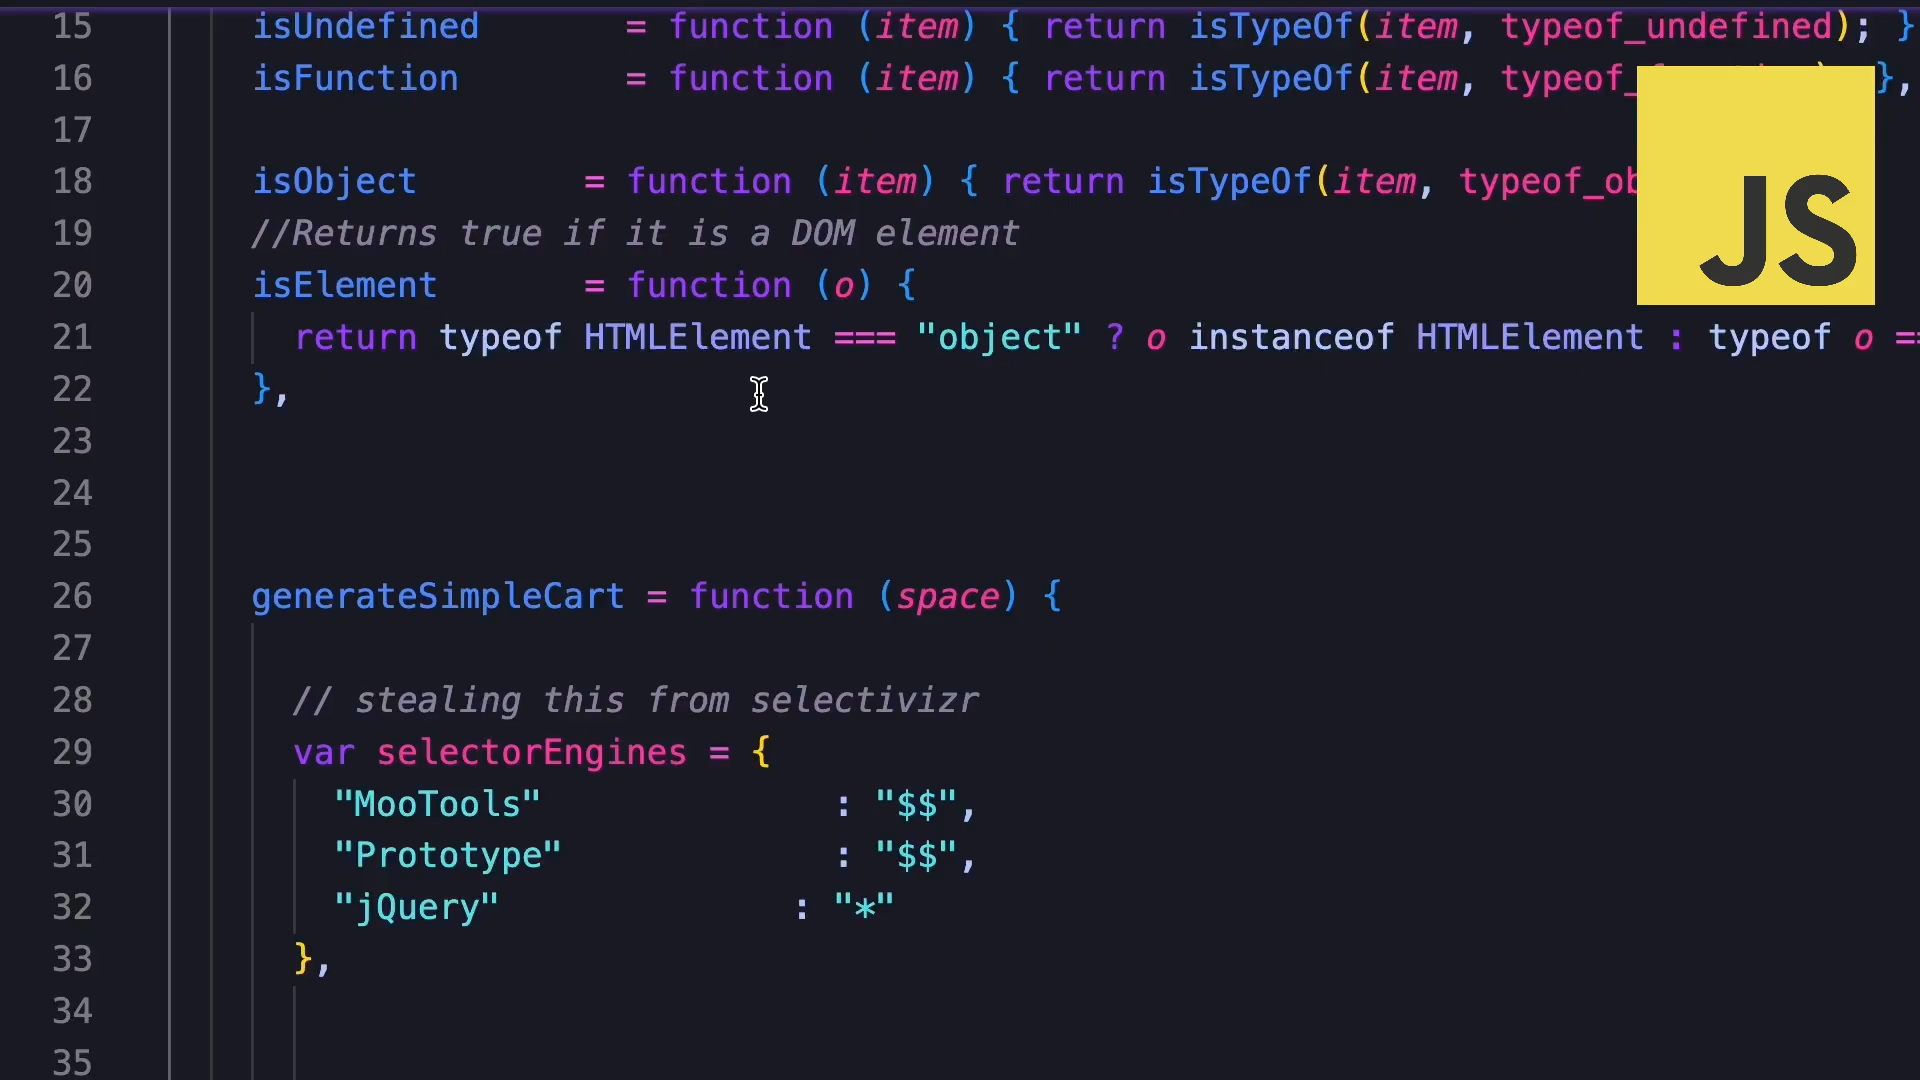 15 isUndefined = function (item) { return isTypeOf(item, typeof_undefined); }
16 isFunction = function (item) { return isTypeOf(item, },
17
18 isObject = function (item) { return isTypeOf(item,
JS
19 //Returns true if it is a DOM element
20 isElement = function (o) {
21 return typeof HTMLElement === "object" ? o instanceof HTMLElement : typeof o ==
22 },
23
24
25
26 generateSimpleCart = function (space) {
27
28 // stealing this from selectivizr
29 var selectorEngines = {
30 "MooTools" : "$$",
31 "Prototype" : "$$",
32 "jQuery" : "*"
33 },
34
35